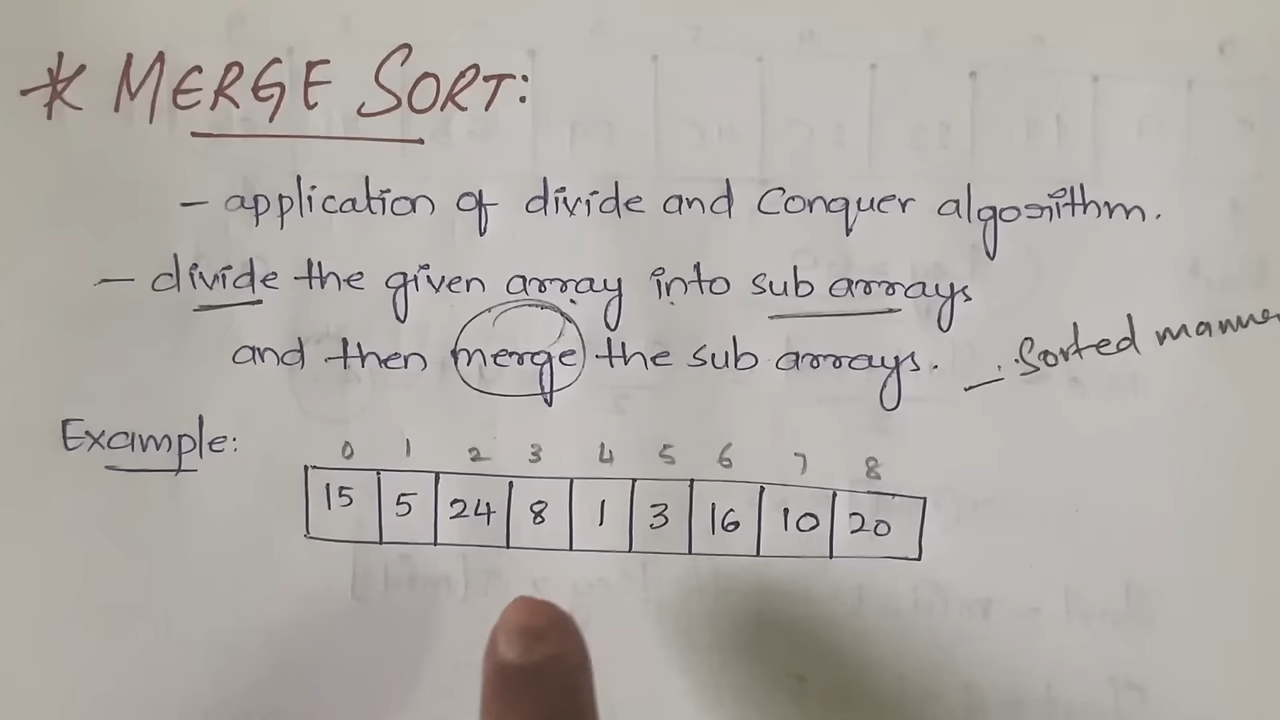 * MERGE SORT:
- application of divide and Conquer algorithm.
- divide the given array into sub arrays
and then merge the sub arrays. - Sorted manner
Example:
0 1 2 3 4 5 6 7 8
15 5 24 8 1 3 16 10 20